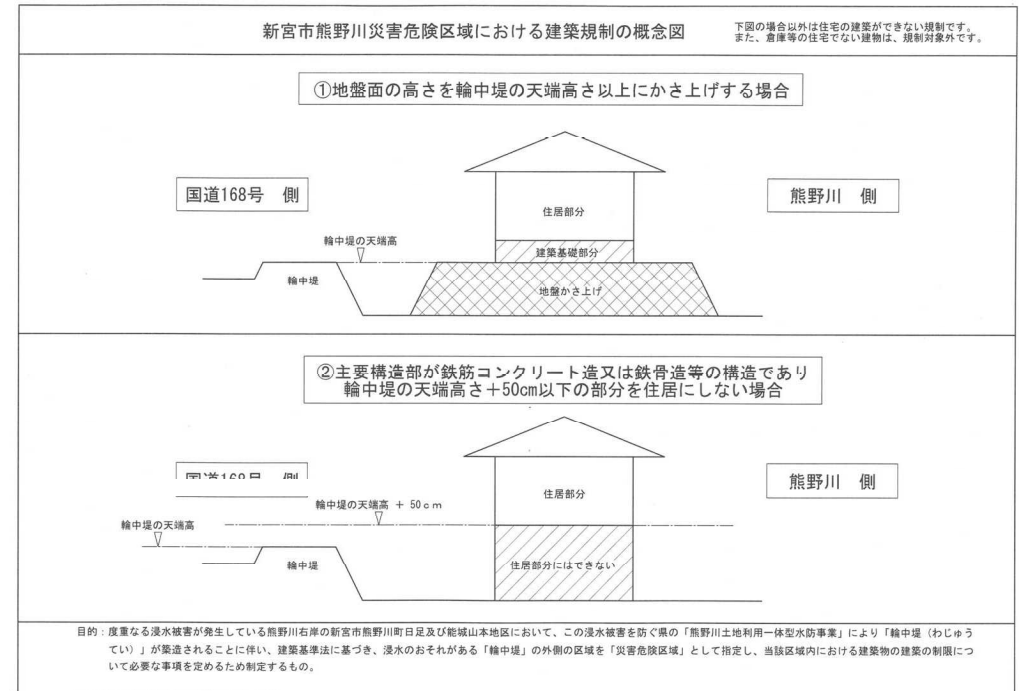 新宮市熊野川災害危険区域における建築規制の概念図
下図の場合以外は住宅の建築ができない規制です。
また、倉庫等の住宅でない建物は、規制対象外です。
①地盤面の高さを輪中堤の天端高さ以上にかさ上げする場合
国道168号　側
熊野川　側
住居部分
輪中堤の天端高
建築基礎部分
輪中堤
地盤かさ上げ
②主要構造部が鉄筋コンクリート造又は鉄骨造等の構造であり
輪中堤の天端高さ＋50cm以下の部分を住居にしない場合
国道168号　側
熊野川　側
住居部分
輪中堤の天端高 + 50cm
輪中堤の天端高
輪中堤
住居部分にはできない
目的：度重なる浸水被害が発生している熊野川右岸の新宮市熊野川町日足及び能城山本地区において、この浸水被害を防ぐ県の「熊野川土地利用一体型水防事業」により「輪中堤（わじゅう
てい）」が築造されることに伴い、建築基準法に基づき、浸水のおそれがある「輪中堤」の外側の区域を「災害危険区域」として指定し、当該区域内における建築物の建築の制限につ
いて必要な事項を定めるため制定するもの。